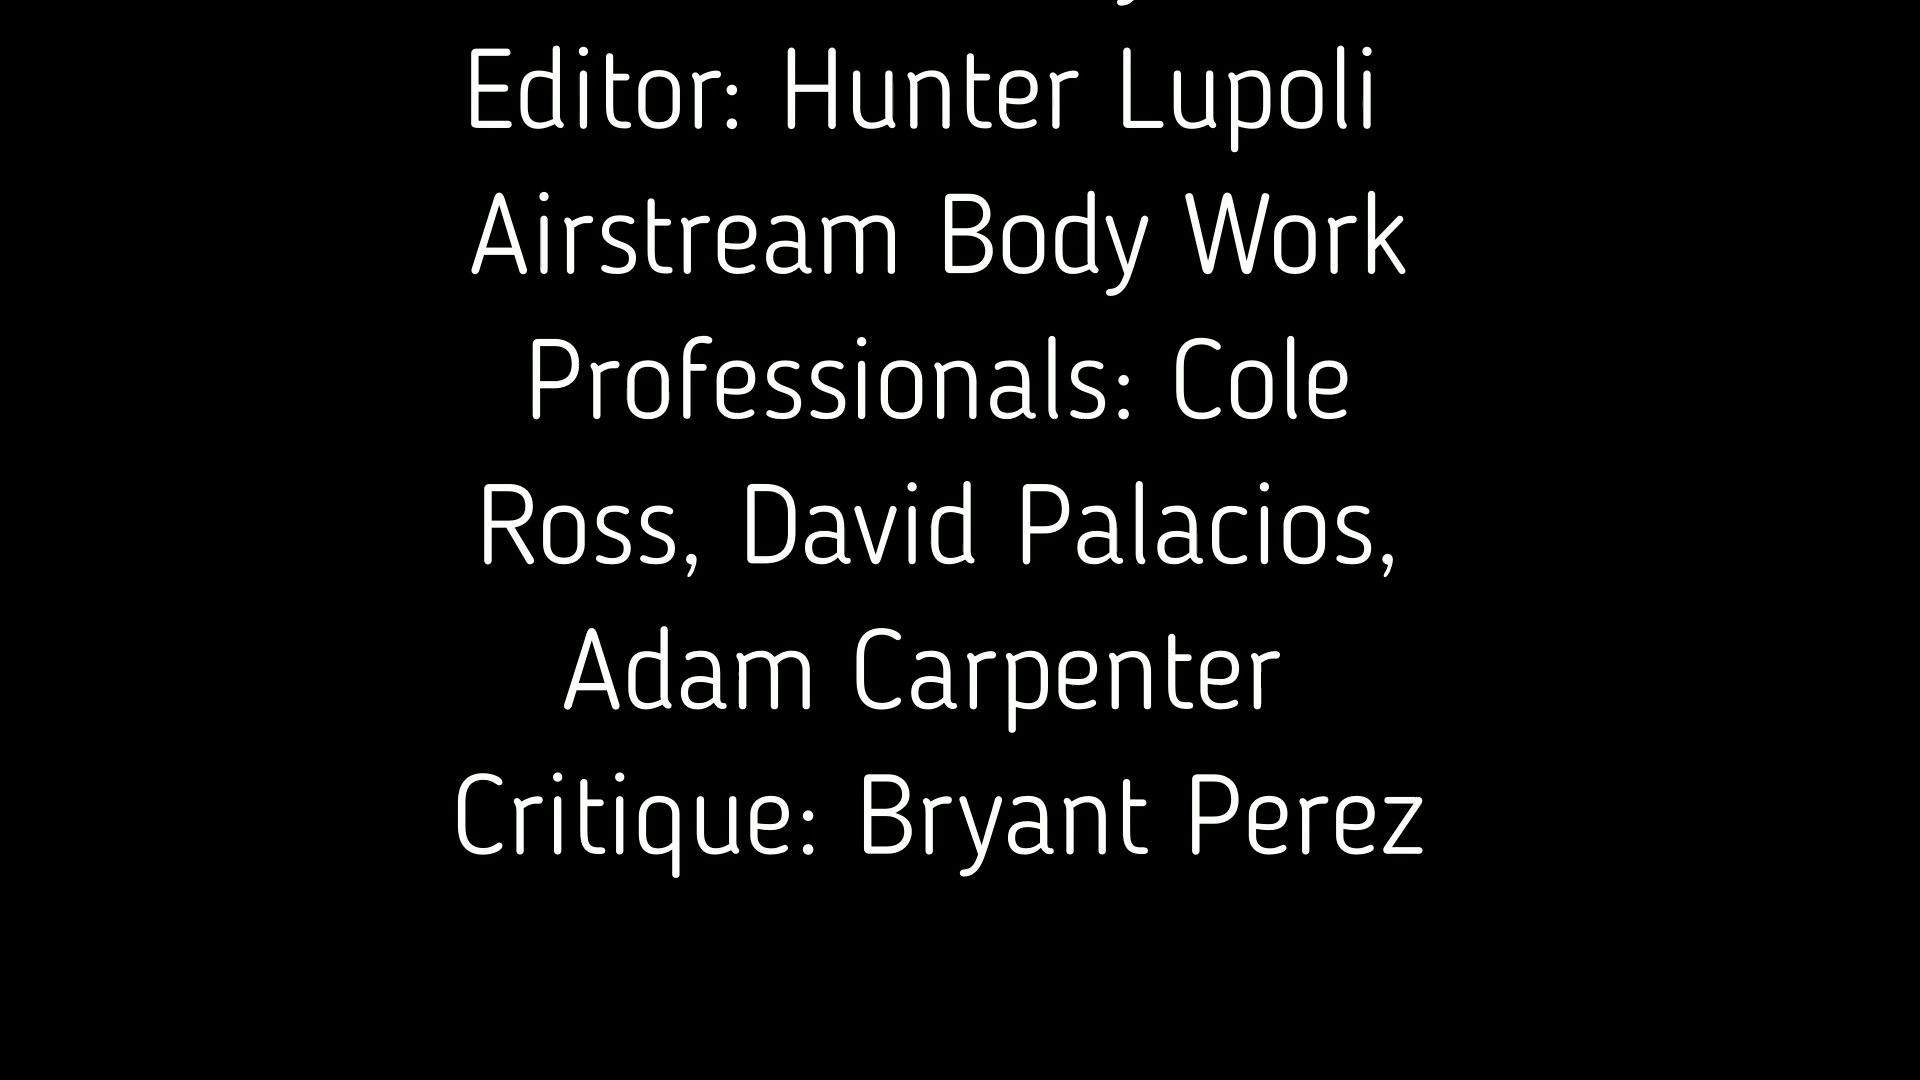 Editor: Hunter Lupoli
Airstream Body Work
Professionals: Cole
Ross, David Palacios,
Adam Carpenter
Critique: Bryant Perez